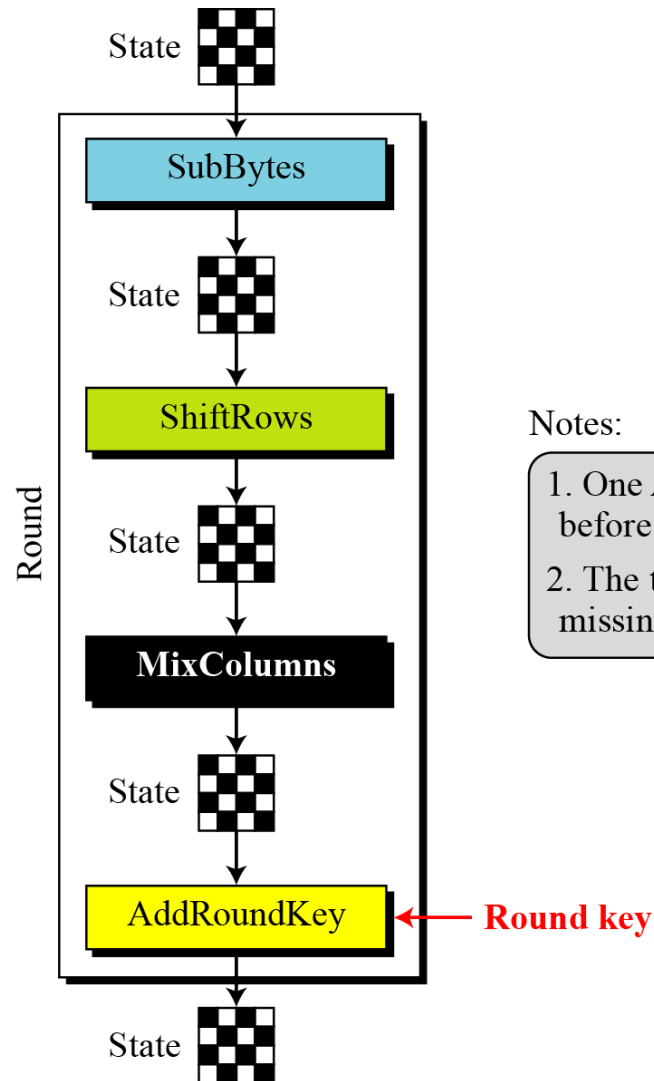 State
SubBytes
State
ShiftRows
State
MixColumns
State
AddRoundKey
Round key
State
Round
Notes:
1. One
before
2. The
missin